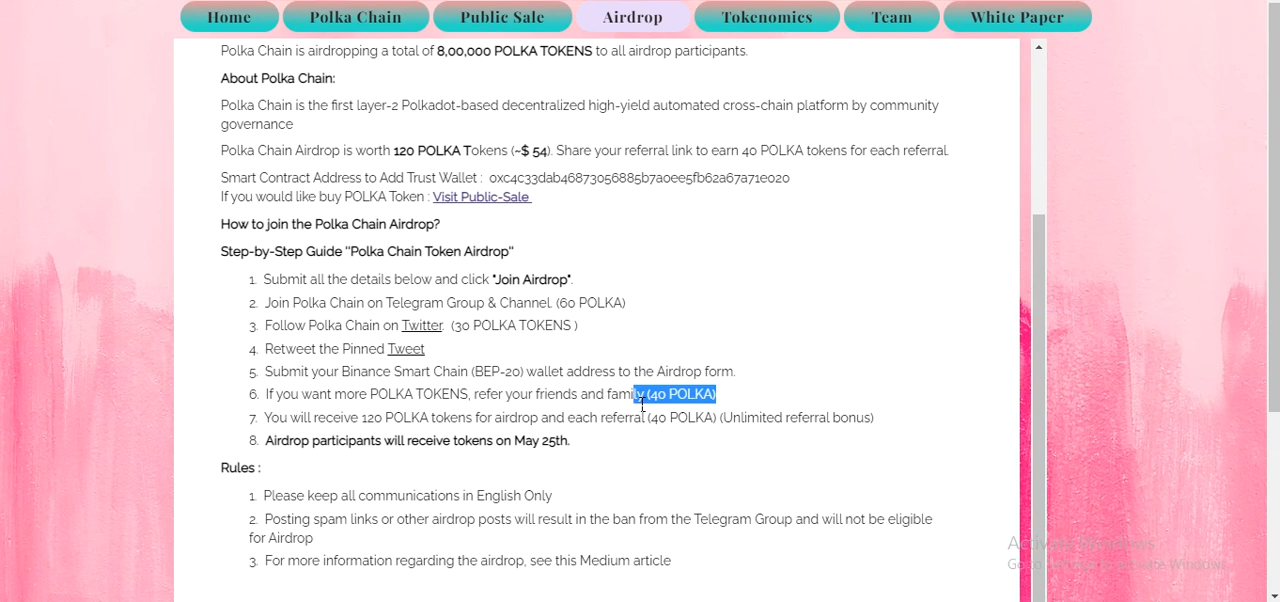 Home Polka Chain Public Sale Airdrop Tokenomics Team White Paper
Polka Chain is airdropping a total of 8,00,000 POLKA TOKENS to all airdrop participants.
About Polka Chain:
Polka Chain is the first layer-2 Polkadot-based decentralized high-yield automated cross-chain platform by community
governance
Polka Chain Airdrop is worth 120 POLKA Tokens (~$ 54). Share your referral link to earn 40 POLKA tokens for each referral.
Smart Contract Address to Add Trust Wallet : 0xc4c33dab46873056885b7a0ee5fb62a67a71e020
If you would like buy POLKA Token : Visit Public-Sale
How to join the Polka Chain Airdrop?
Step-by-Step Guide "Polka Chain Token Airdrop"
1. Submit all the details below and click "Join Airdrop".
2. Join Polka Chain on Telegram Group & Channel. (60 POLKA)
3. Follow Polka Chain on Twitter. (30 POLKA TOKENS )
4. Retweet the Pinned Tweet
5. Submit your Binance Smart Chain (BEP-20) wallet address to the Airdrop form.
6. If you want more POLKA TOKENS, refer your friends and family (40 POLKA)
7. You will receive 120 POLKA tokens for airdrop and each referral (40 POLKA) (Unlimited referral bonus)
8. Airdrop participants will receive tokens on May 25th.
Rules :
1. Please keep all communications in English Only
2. Posting spam links or other airdrop posts will result in the ban from the Telegram Group and will not be eligible
for Airdrop
3. For more information regarding the airdrop, see this Medium article
Activate Windows
Go to Settings to activate Windows.